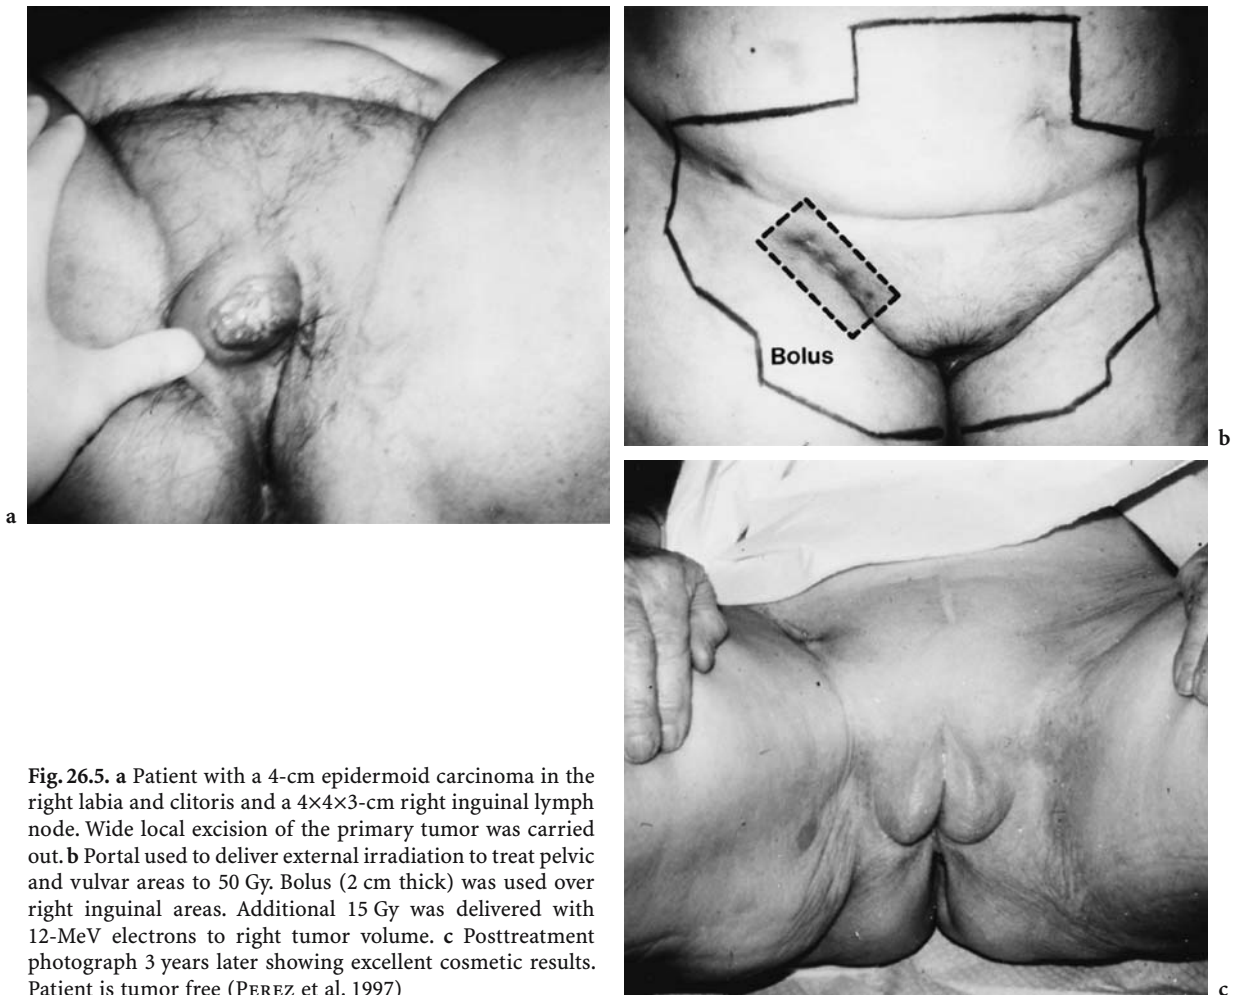 a
b
Bolus
c
Fig. 26.5. a Patient with a 4-cm epidermoid carcinoma in the
right labia and clitoris and a 4×4×3-cm right inguinal lymph
node. Wide local excision of the primary tumor was carried
out. b Portal used to deliver external irradiation to treat pelvic
and vulvar areas to 50 Gy. Bolus (2 cm thick) was used over
right inguinal areas. Additional 15 Gy was delivered with
12-MeV electrons to right tumor volume. c Posttreatment
photograph 3 years later showing excellent cosmetic results.
Patient is tumor free (Perez et al. 1997)